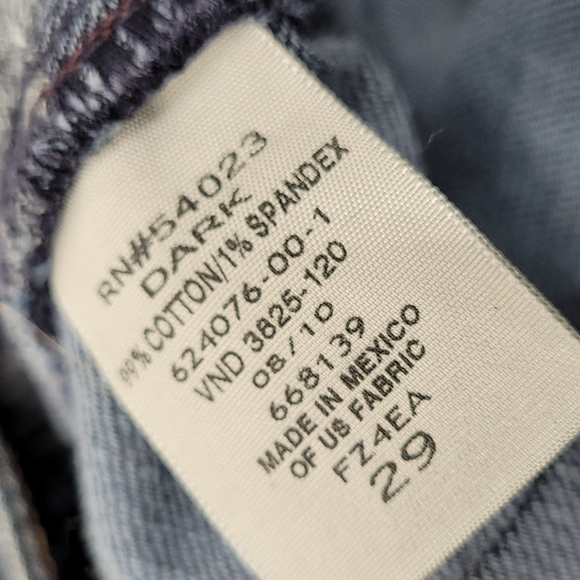 RN#54023
DARK
99% COTTON/1% SPANDEX
624076-00-1
VND 3825-120
08/10
668139
MADE IN MEXICO
OF US FABRIC
FZ4EA
29